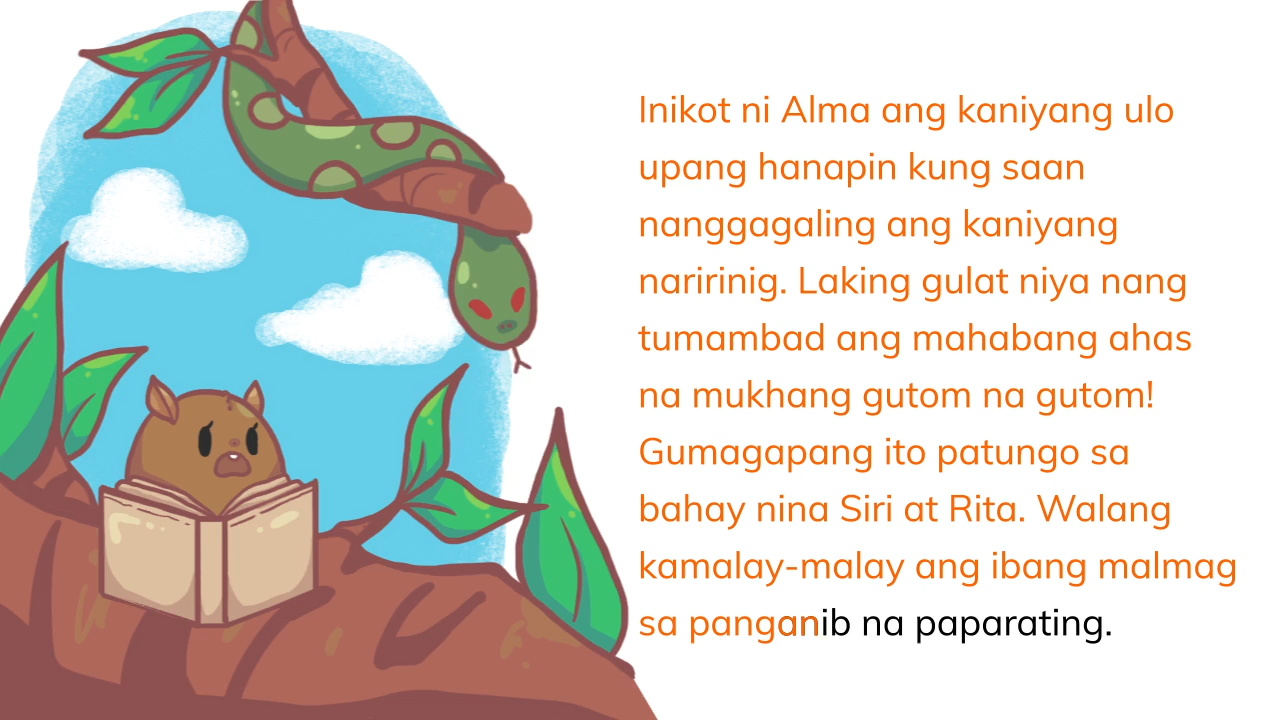 Inikot ni Alma ang kaniyang ulo
upang hanapin kung saan
nanggagaling ang kaniyang
naririnig. Laking gulat niya nang
tumambad ang mahabang ahas
na mukhang gutom na gutom!
Gumagapang ito patungo sa
bahay nina Siri at Rita. Walang
kamalay-malay ang ibang malmag
sa panganib na paparating.